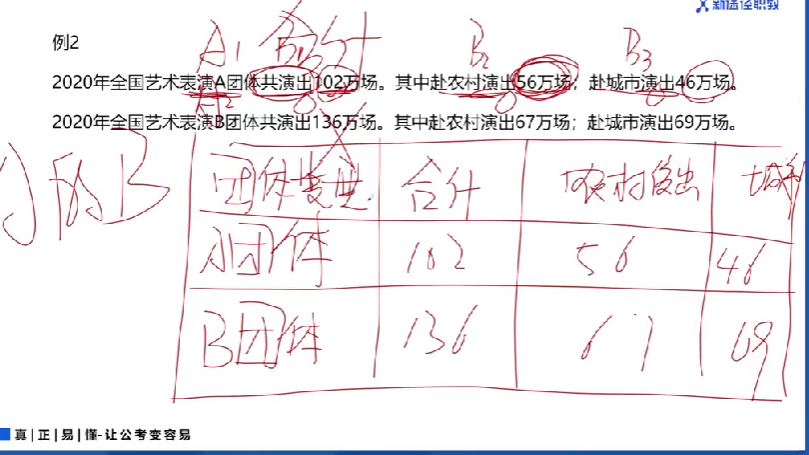 新途径职教
例2
A1 合计 B1 B2 B3
2020年全国艺术表演A团体共演出102万场。其中赴农村演出56万场；赴城市演出46万场。
A2
2020年全国艺术表演B团体共演出136万场。其中赴农村演出67万场；赴城市演出69万场。
A的B
团体类型 合计 农村演出 城市
A团体 102 56 46
B团体 136 67 69
真|正|易|懂-让公考变容易